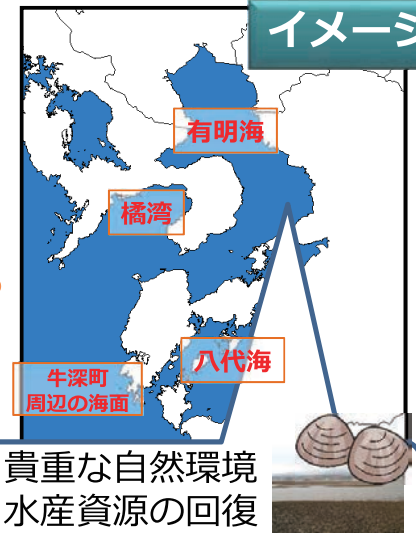 イメージ
有明海
橘湾
八代海
牛深町
周辺の海面
貴重な自然環境
水産資源の回復